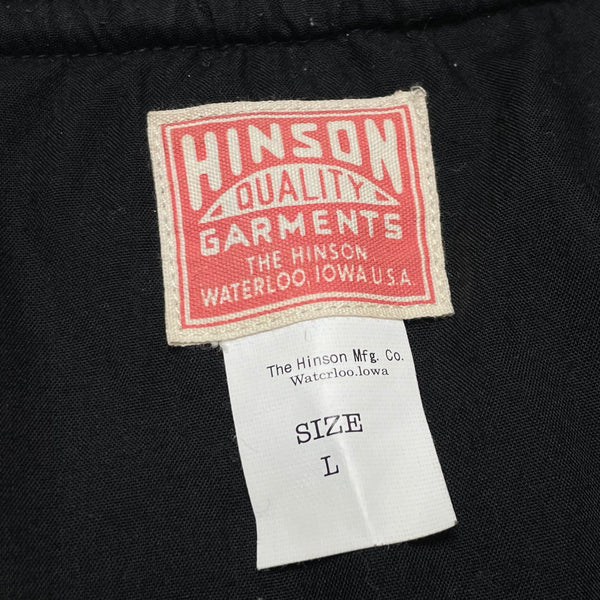 HINSON
QUALITY
GARMENTS
THE HINSON
WATERLOO, IOWA U.S.A
The Hinson Mfg. Co.
Waterloo.Iowa
SIZE
L